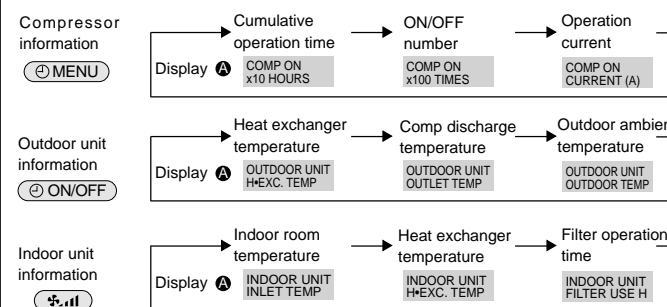 Compressor
information
MENU
Cumulative
operation time
ON/OFF
number
Operation
current
Display A
COMP ON
x10 HOURS
COMP ON
x100 TIMES
COMP ON
CURRENT (A)
Outdoor unit
information
ON/OFF
Heat exchanger
temperature
Comp discharge
temperature
Outdoor ambien
temperature
Display A
OUTDOOR UNIT
H•EXC. TEMP
OUTDOOR UNIT
OUTLET TEMP
OUTDOOR UNIT
OUTDOOR TEMP
Indoor unit
information
Indoor room
temperature
Heat exchanger
temperature
Filter operation
time
Display A
INDOOR UNIT
INLET TEMP
INDOOR UNIT
H•EXC. TEMP
INDOOR UNIT
FILTER USE H